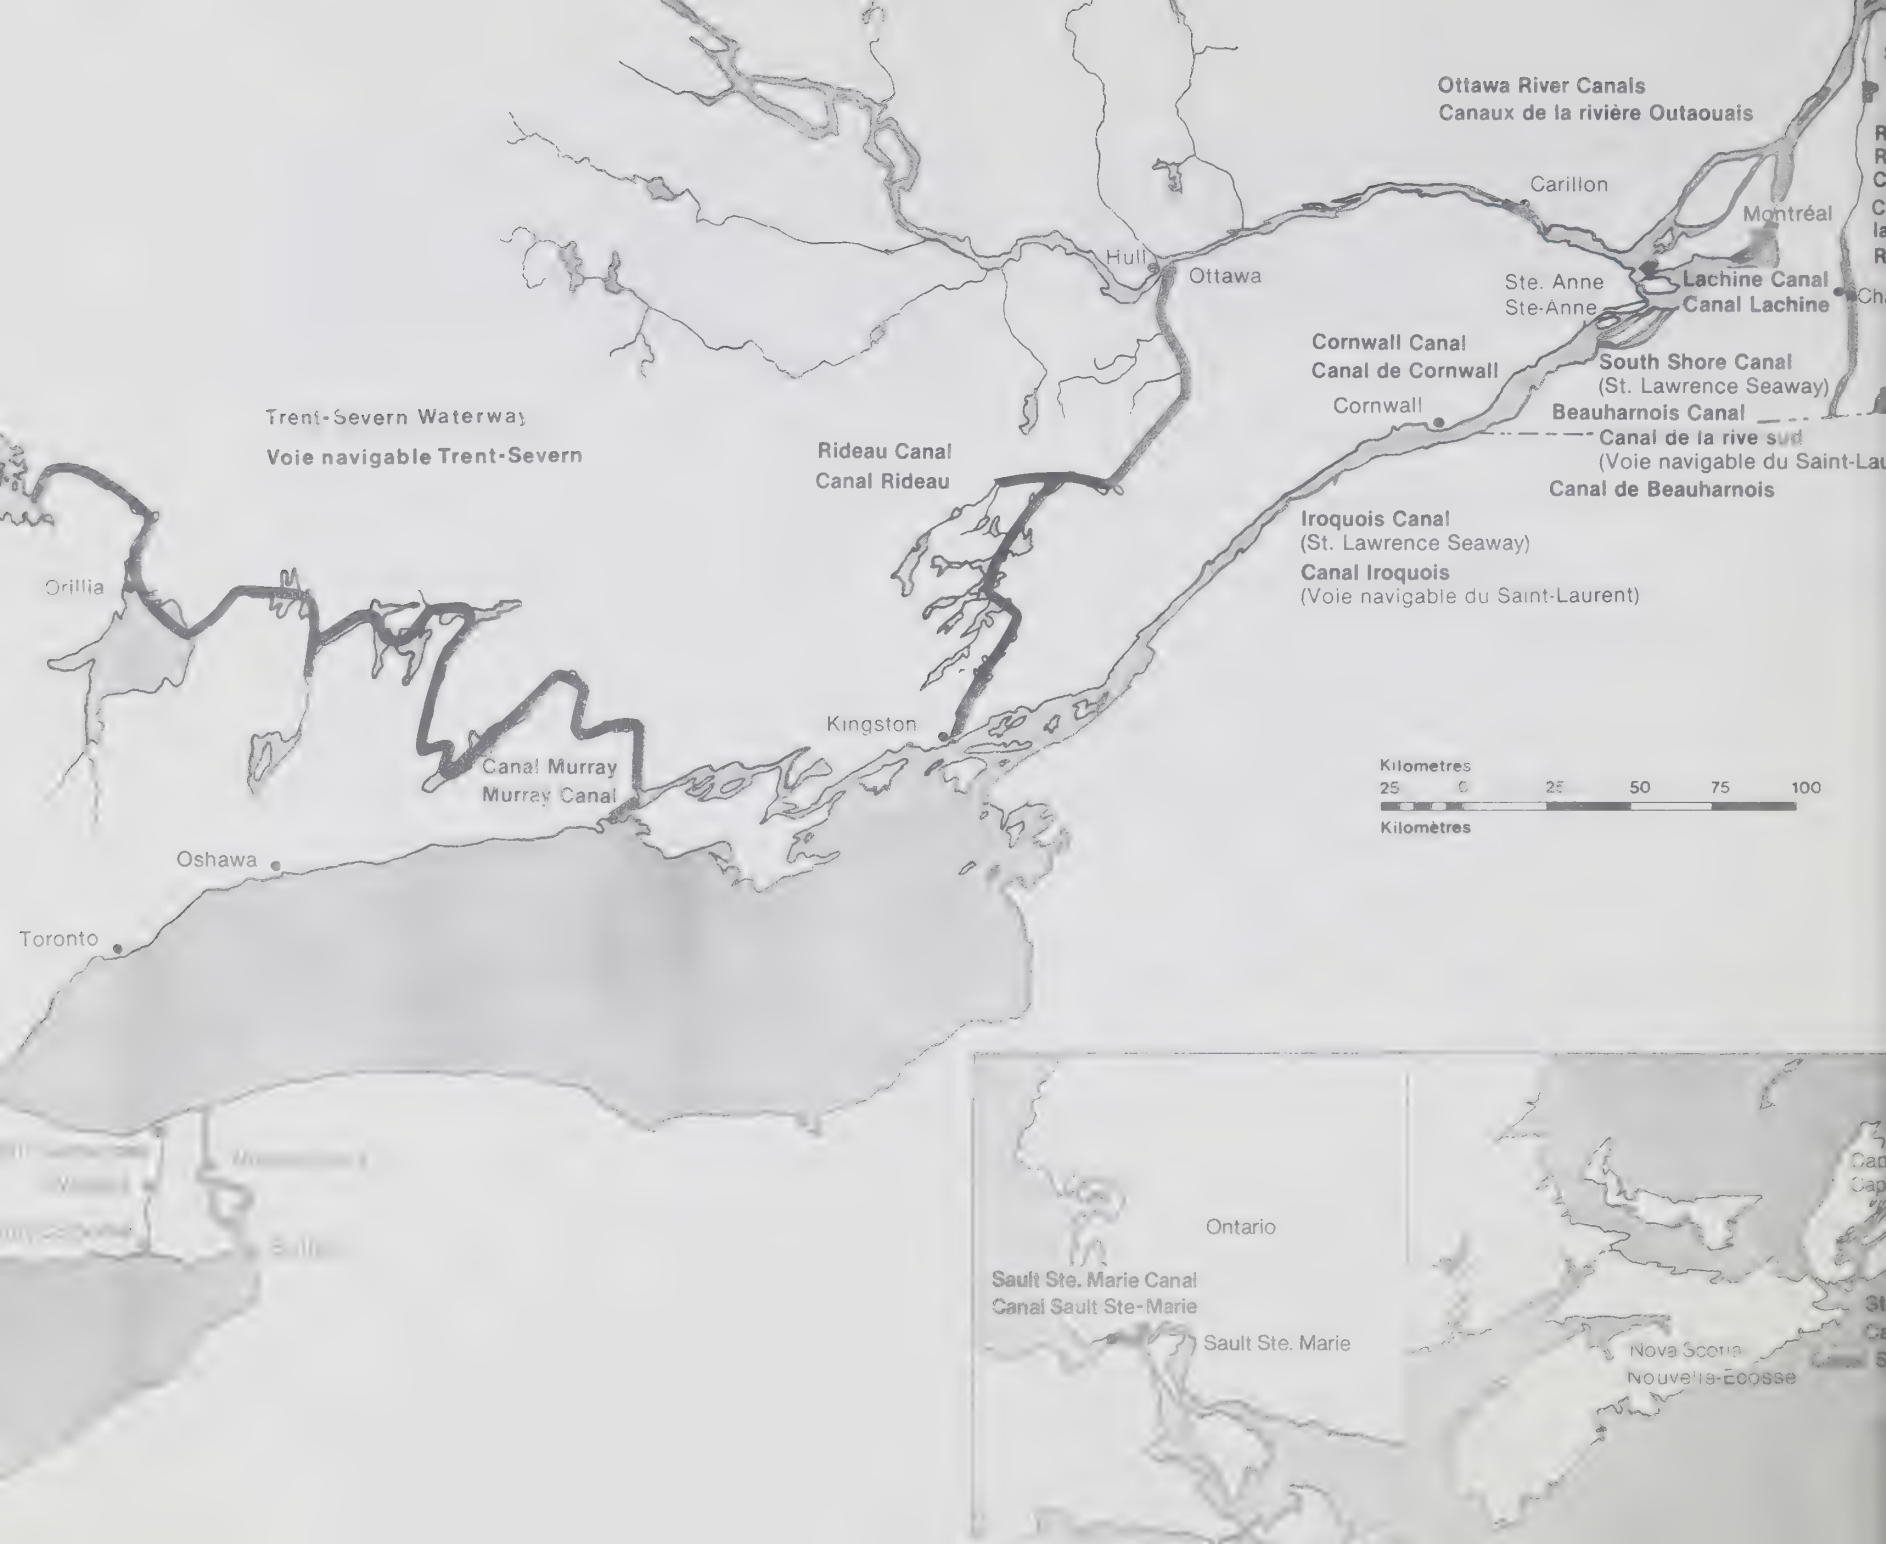 Ottawa River Canals
Canaux de la rivière Outaouais
Carillon
Montréal
Hull
Ottawa
Ste. Anne
Ste-Anne
Lachine Canal
Canal Lachine
Cornwall Canal
Canal de Cornwall
Cornwall
South Shore Canal
(St. Lawrence Seaway)
Beauharnois Canal
Canal de la rive sud
(Voie navigable du Saint-Lau
Canal de Beauharnois
Trent-Severn Waterway
Voie navigable Trent-Severn
Rideau Canal
Canal Rideau
Iroquois Canal
(St. Lawrence Seaway)
Canal Iroquois
(Voie navigable du Saint-Laurent)
Orillia
Kingston
Canal Murray
Murray Canal
Kilometres
25 0 25 50 75 100
Kilomètres
Oshawa
Toronto
Ontario
Sault Ste. Marie Canal
Canal Sault Ste-Marie
Sault Ste. Marie
Nova Scotia
Nouvelle-Écosse